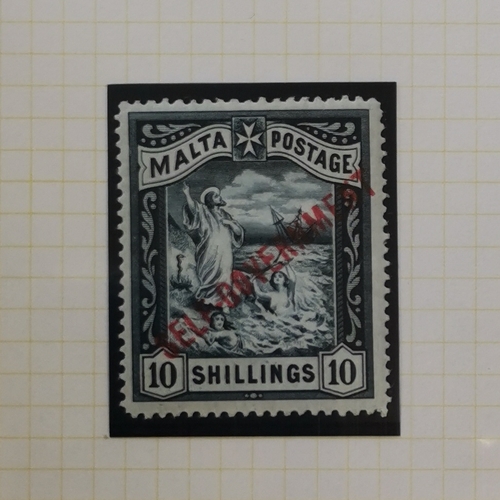 MALTA POSTAGE
SELF-GOVERNMENT
10 SHILLINGS 10